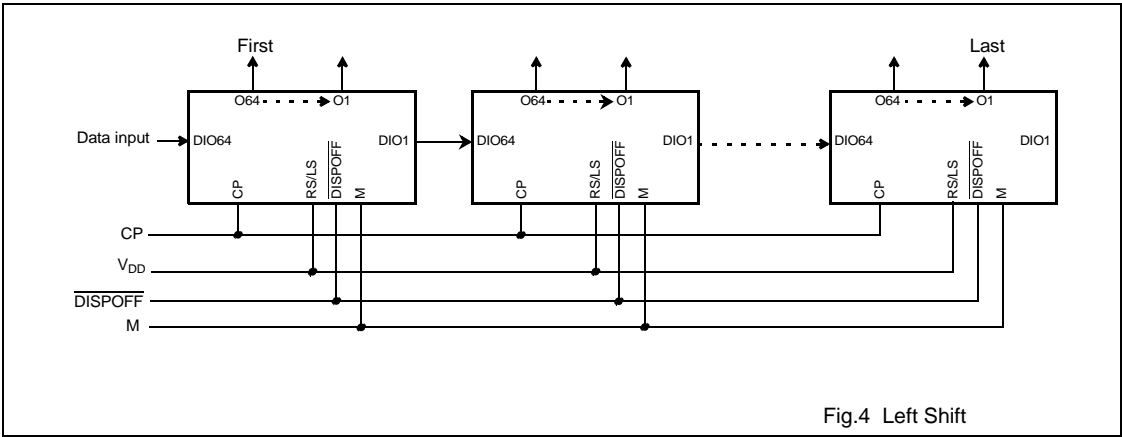 First Last
O64 O1 O64 O1 O64 O1
Data input DIO64 DIO1 DIO64 DIO1 DIO64 DIO1
CP RS/LS DISPOFF M CP RS/LS DISPOFF M CP RS/LS DISPOFF M
CP
VDD
DISPOFF
M
Fig.4 Left Shift